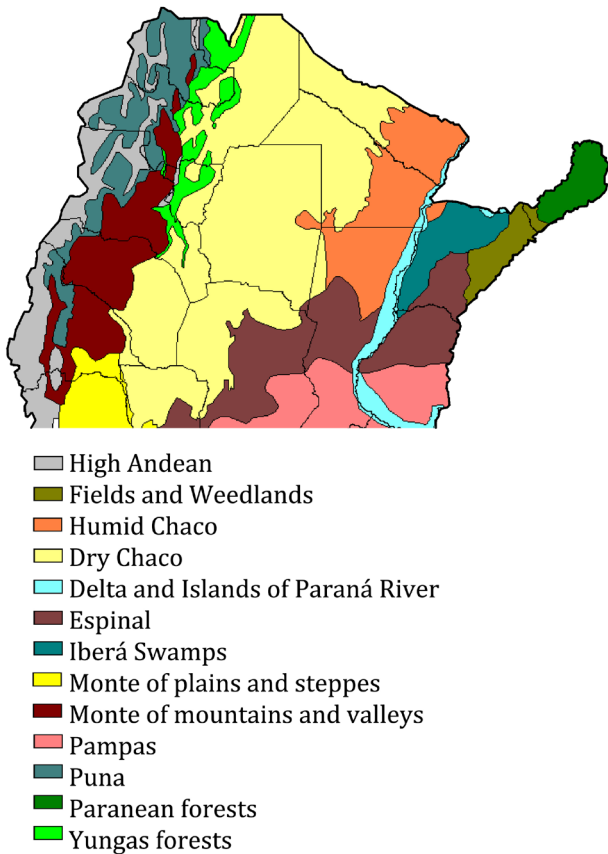 High Andean
Fields and Weedlands
Humid Chaco
Dry Chaco
Delta and Islands of Paraná River
Espinal
Iberá Swamps
Monte of plains and steppes
Monte of mountains and valleys
Pampas
Puna
Paranean forests
Yungas forests